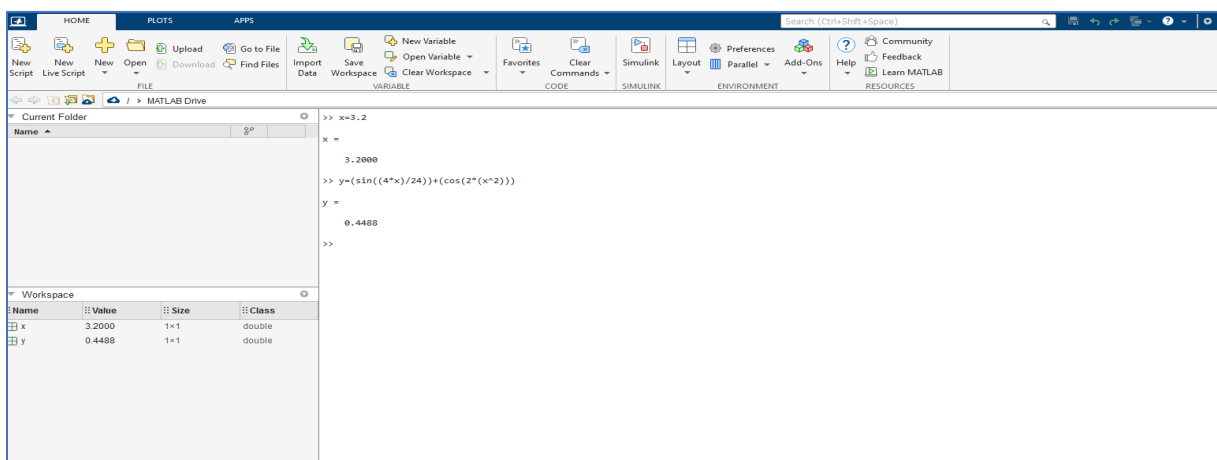 HOME PLOTS APPS Search (Ctrl+Shift+Space)
New Script
New Live Script
New
Open
Upload
Download
Go to File
Find Files
FILE
Import Data
Save Workspace
New Variable
Open Variable
Clear Workspace
VARIABLE
Favorites
Clear Commands
CODE
Simulink
SIMULINK
Layout
Preferences
Parallel
Add-Ons
ENVIRONMENT
Help
Community
Feedback
Learn MATLAB
RESOURCES
/ > MATLAB Drive
Current Folder
Name
>> x=3.2
x =
3.2000
>> y=(sin((4*x)/24))+(cos(2*(x^2)))
y =
0.4488
>>
Workspace
Name Value Size Class
x 3.2000 1×1 double
y 0.4488 1×1 double